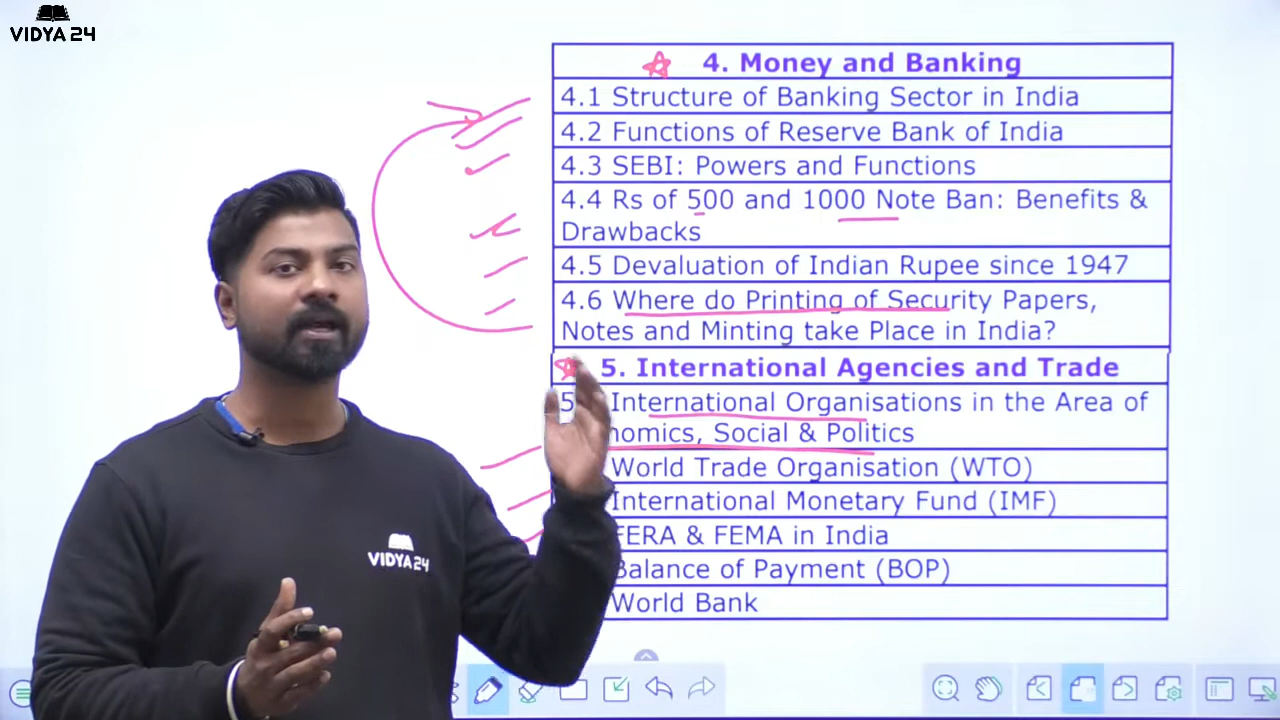 VIDYA 24
4. Money and Banking
4.1 Structure of Banking Sector in India
4.2 Functions of Reserve Bank of India
4.3 SEBI: Powers and Functions
4.4 Rs of 500 and 1000 Note Ban: Benefits &
Drawbacks
4.5 Devaluation of Indian Rupee since 1947
4.6 Where do Printing of Security Papers,
Notes and Minting take Place in India?
5. International Agencies and Trade
International Organisations in the Area of
Social & Politics
World Trade Organisation (WTO)
International Monetary Fund (IMF)
FERA & FEMA in India
Balance of Payment (BOP)
World Bank
VIDYA 24